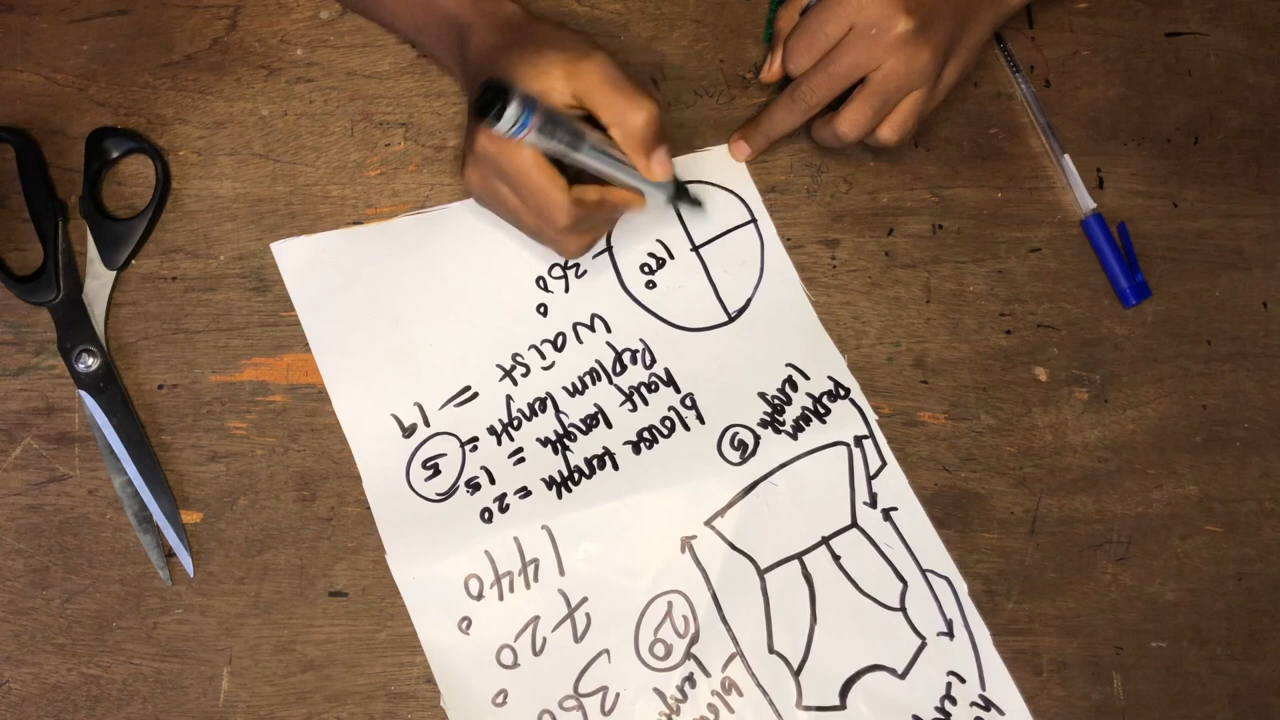 length
20
360°
720°
1440°
blouse length = 20
half length = 15
Peplum length = 5
Waist = 19
peplum
length
5
360°
180°